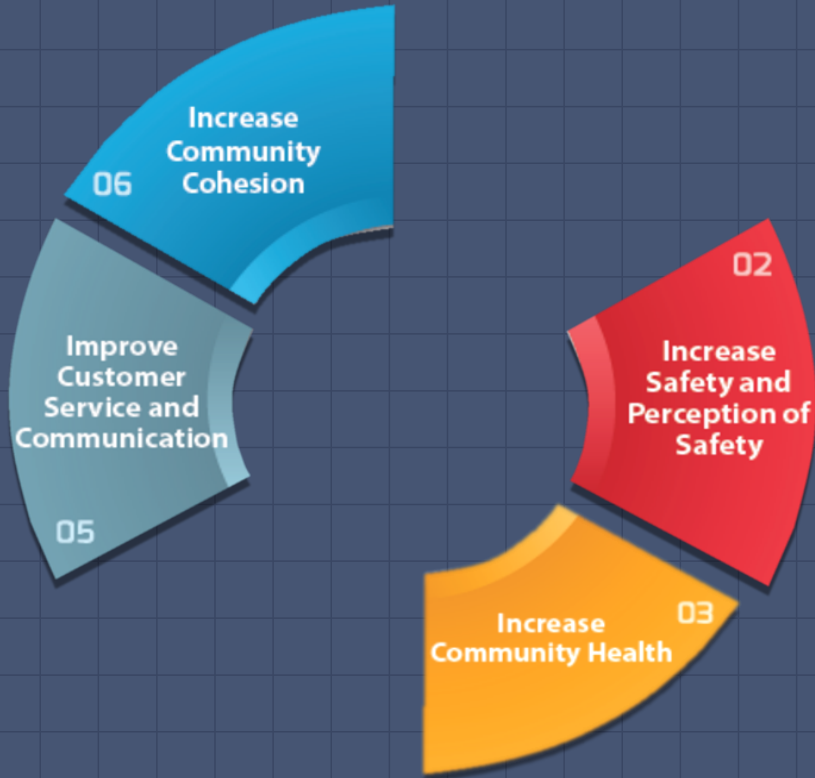 06
Increase
Community
Cohesion
02
Increase
Safety and
Perception of
Safety
03
Increase
Community Health
Improve
Customer
Service and
Communication
05